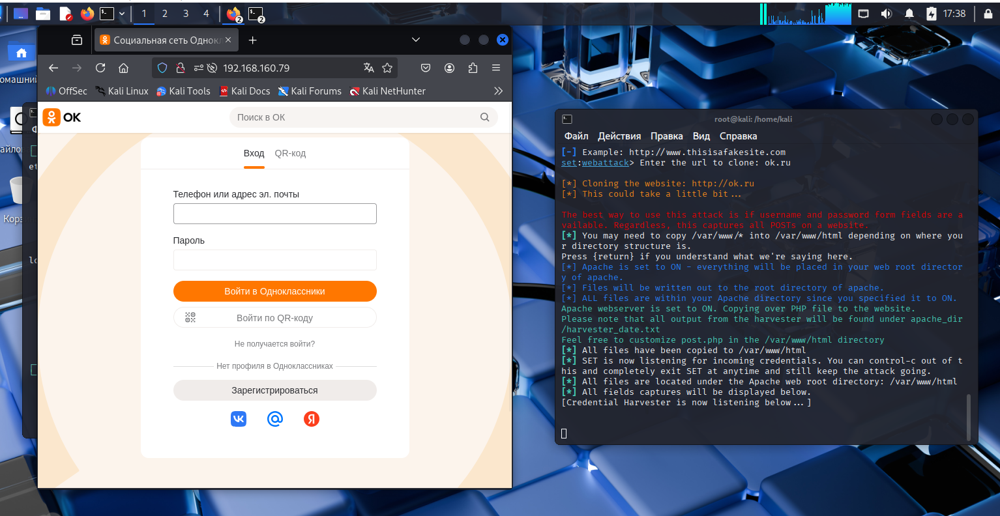 1
2
3
4
2
2
17:38
Социальная сеть Однокл
192.168.160.79
OffSec
Kali Linux
Kali Tools
Kali Docs
Kali Forums
Kali NetHunter
OK
Поиск в ОК
Вход
QR-код
Телефон или адрес эл. почты
Пароль
Войти в Одноклассники
Войти по QR-коду
Не получается войти?
Нет профиля в Одноклассниках
Зарегистрироваться
омашний
айлов
Корз
Ф
et
lo
root@kali: /home/kali
Файл Действия Правка Вид Справка
[-] Example: http://www.thisisafakesite.com
set:webattack> Enter the url to clone: ok.ru
[*] Cloning the website: http://ok.ru
[*] This could take a little bit...
The best way to use this attack is if username and password form fields are a
vailable. Regardless, this captures all POSTs on a website.
[*] You may need to copy /var/www/* into /var/www/html depending on where you
r directory structure is.
Press {return} if you understand what we're saying here.
[*] Apache is set to ON - everything will be placed in your web root director
y of apache.
[*] Files will be written out to the root directory of apache.
[*] ALL files are within your Apache directory since you specified it to ON.
Apache webserver is set to ON. Copying over PHP file to the website.
Please note that all output from the harvester will be found under apache_dir
/harvester_date.txt
Feel free to customize post.php in the /var/www/html directory
[*] All files have been copied to /var/www/html
[*] SET is now listening for incoming credentials. You can control-c out of t
his and completely exit SET at anytime and still keep the attack going.
[*] All files are located under the Apache web root directory: /var/www/html
[*] All fields captures will be displayed below.
[Credential Harvester is now listening below...]